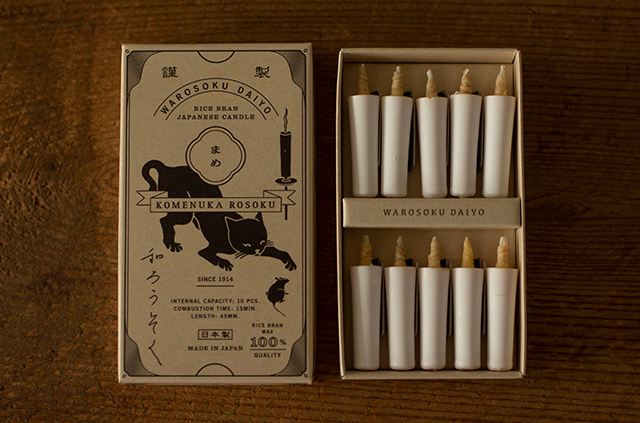 謹製
WAROSOKU DAIYO
RICE BRAN
JAPANESE CANDLE
まめ
KOMENUKA ROSOKU
和ろうそく
SINCE 1914
INTERNAL CAPACITY: 10 PCS.
COMBUSTION TIME: 15MIN.
LENGTH: 45MM.
日本製
MADE IN JAPAN
RICE BRAN
WAX
100%
QUALITY
WAROSOKU DAIYO